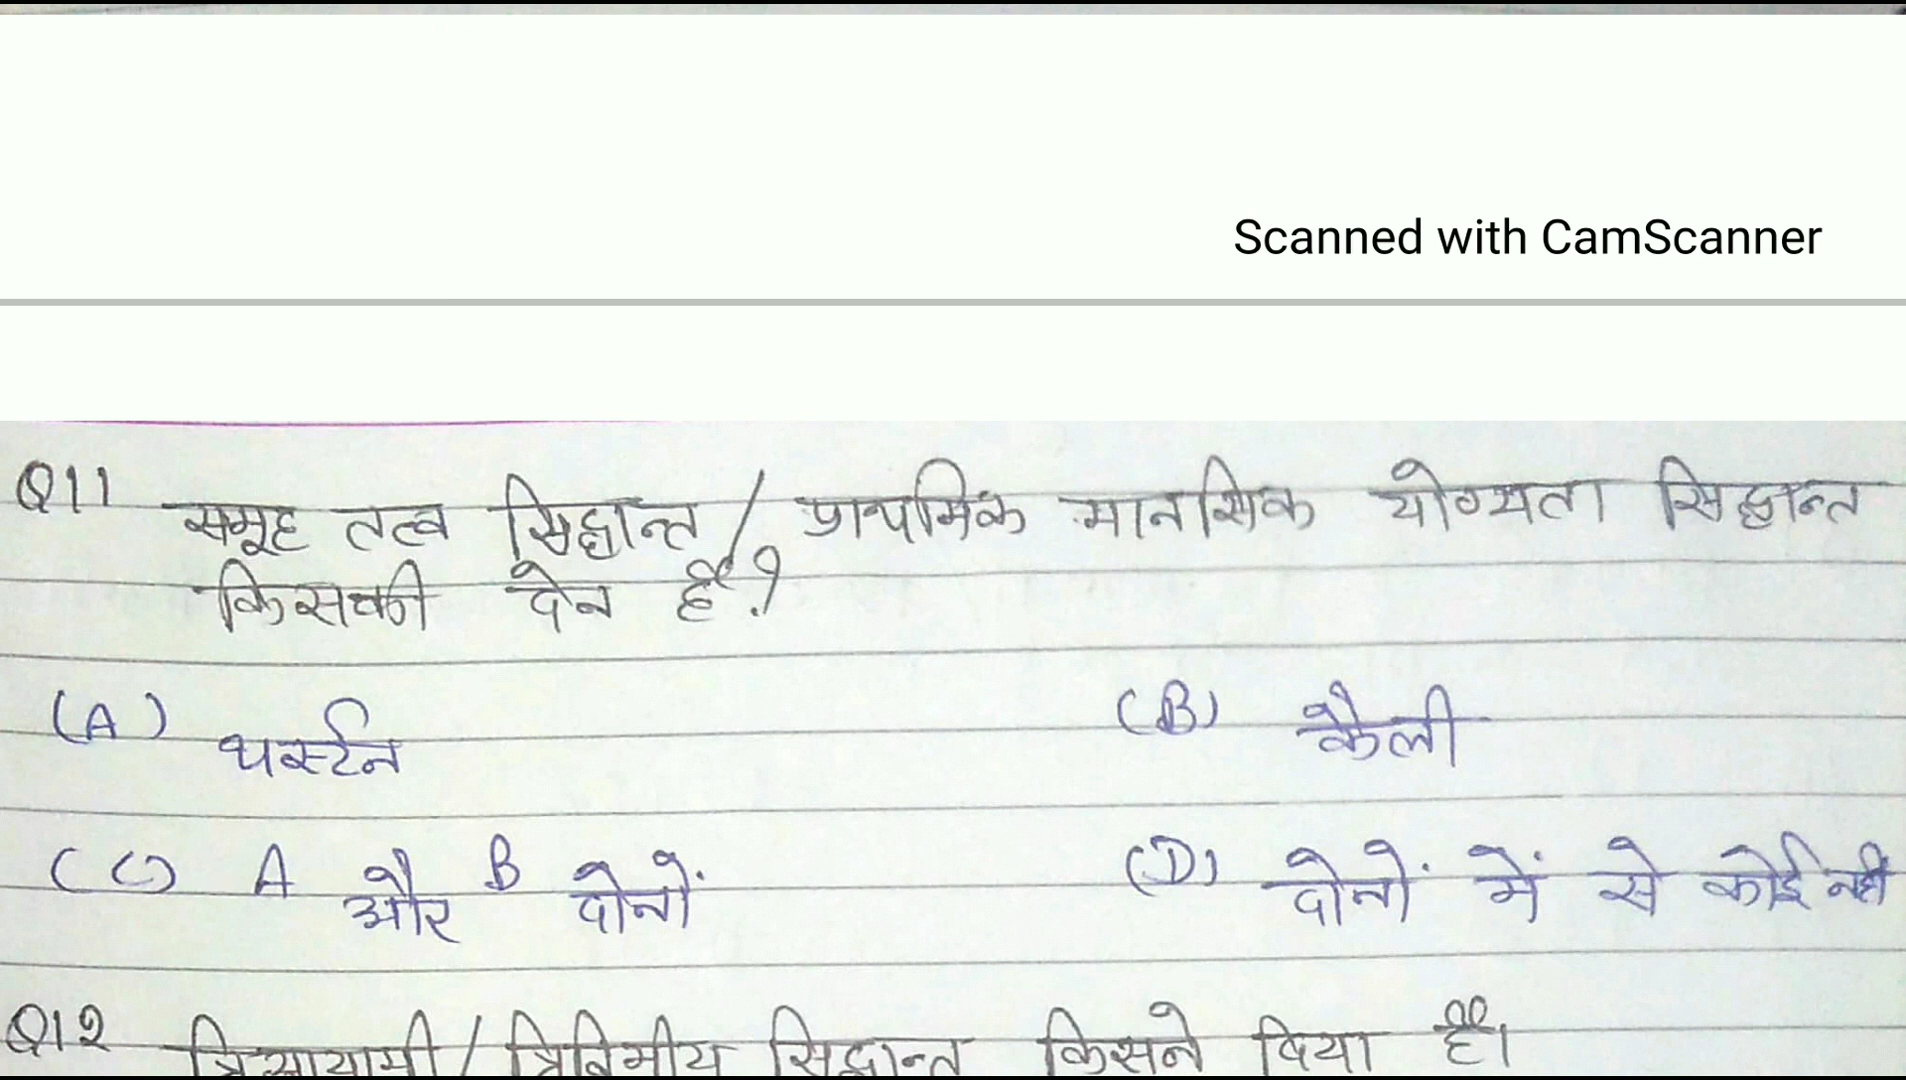 Scanned with CamScanner
Q11 समूह तत्व सिद्धान्त / प्राथमिक मानसिक योग्यता सिद्धान्त
किसकी देन है ?
(A) थर्स्टन (B) कैली
(C) A और B दोनों (D) दोनों में से कोई नहीं
Q12 त्रिआयामी / त्रिविमीय सिद्धान्त किसने दिया है।